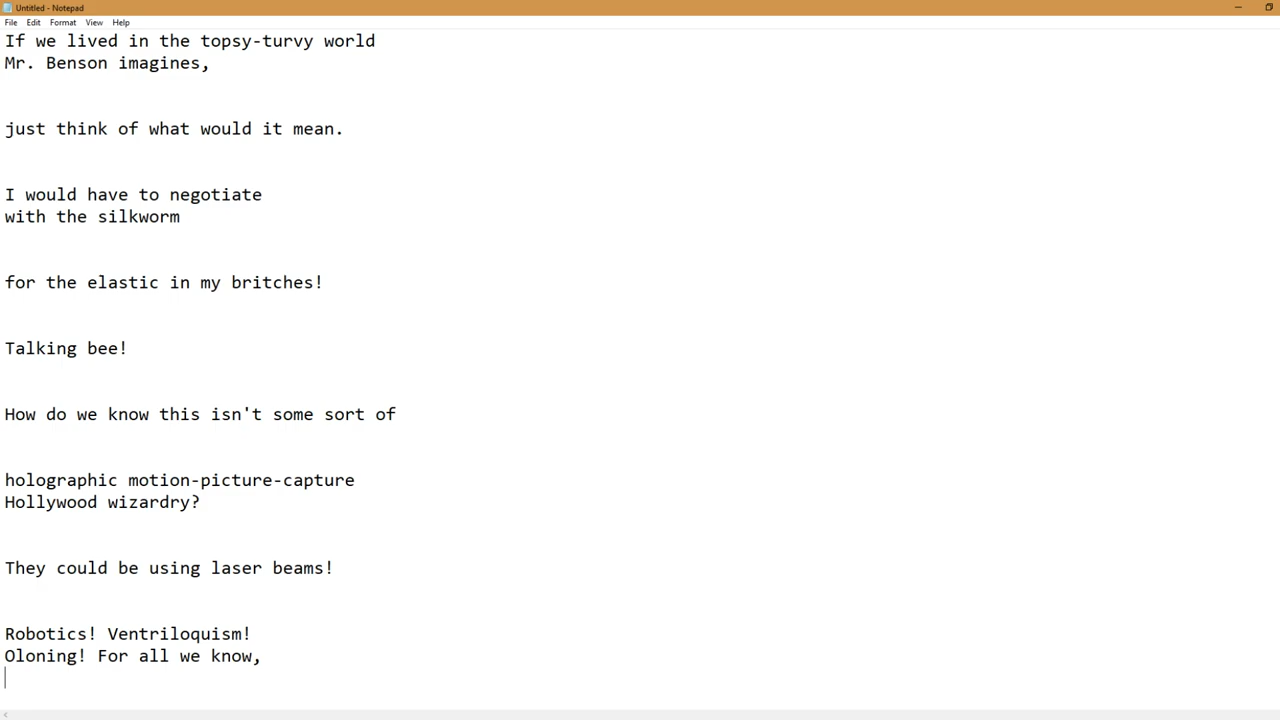 Untitled - Notepad
File Edit Format View Help
If we lived in the topsy-turvy world
Mr. Benson imagines,
just think of what would it mean.
I would have to negotiate
with the silkworm
for the elastic in my britches!
Talking bee!
How do we know this isn't some sort of
holographic motion-picture-capture
Hollywood wizardry?
They could be using laser beams!
Robotics! Ventriloquism!
Oloning! For all we know,